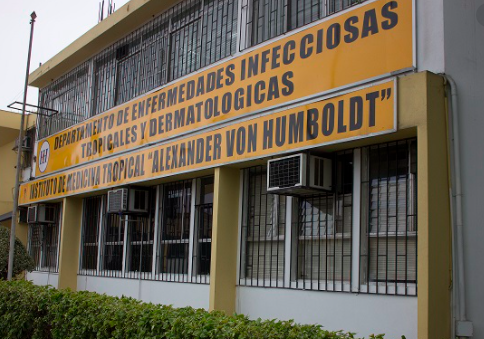 DEPARTAMENTO DE ENFERMEDADES INFECCIOSAS
TROPICALES Y DERMATOLOGICAS
INSTITUTO DE MEDICINA TROPICAL "ALEXANDER VON HUMBOLDT"